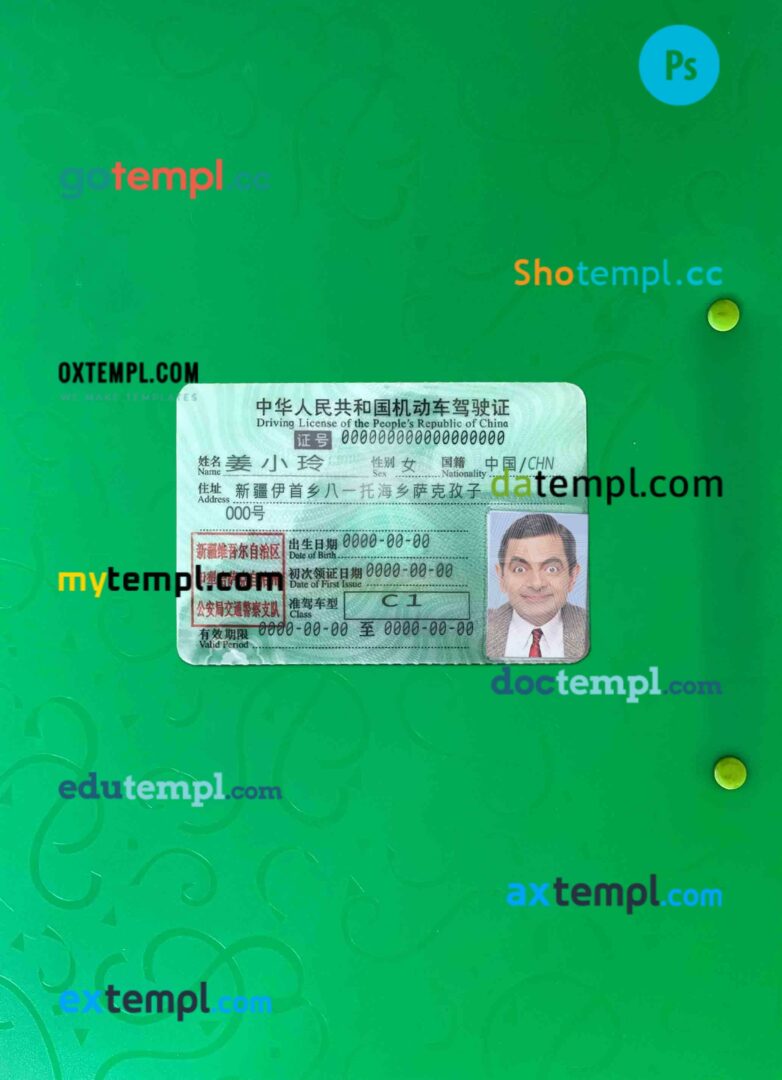 Ps
gotempl.cc
Shotempl.cc
OXTEMPL.COM
WE MAKE TEMPLATES
中华人民共和国机动车驾驶证
Driving License of the People's Republic of China
证号 000000000000000000
姓名 姜小玲 性别 女 国籍 中国/CHN
Name Sex Nationality
住址 新疆伊首乡八一托海乡萨克孜子
Address
datempl.com
000号
新疆维吾尔自治区
公安局交通警察支队
出生日期 0000-00-00
Date of Birth
初次领证日期 0000-00-00
Date of First Issue
mytempl.com
准驾车型 C1
Class
有效期限 0000-00-00 至 0000-00-00
Valid Period
doctempl.com
edutempl.com
axtempl.com
extempl.com